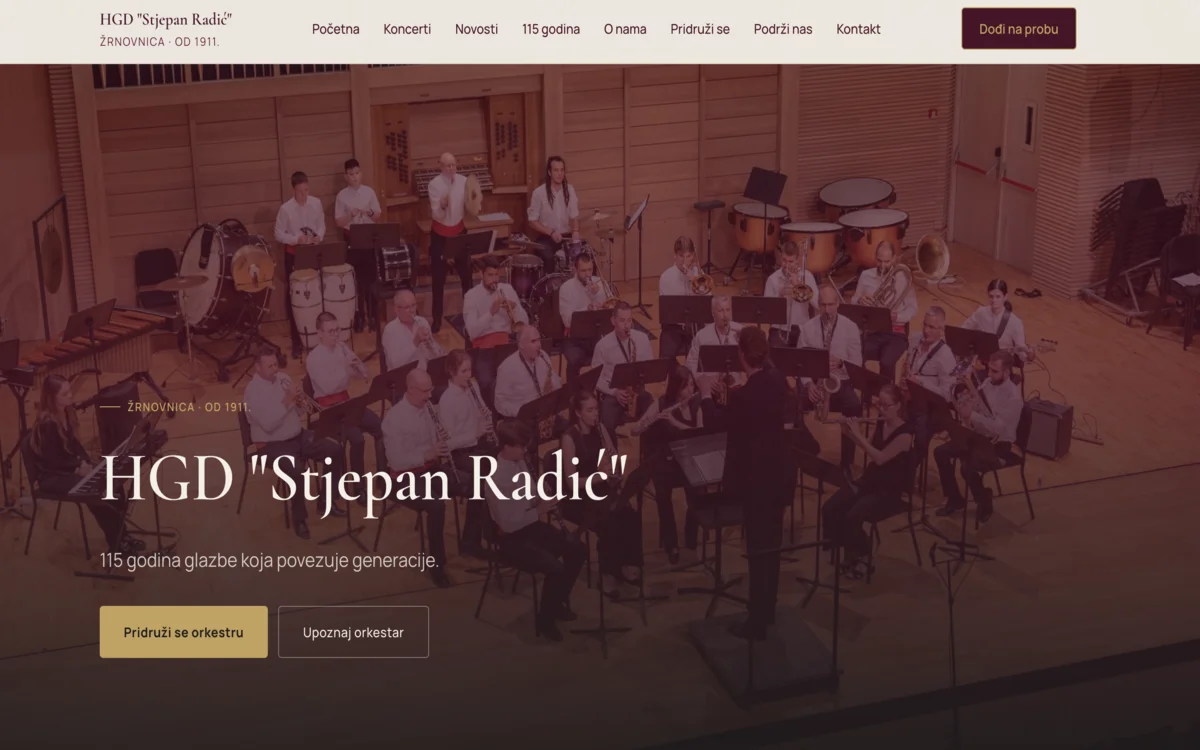 HGD "Stjepan Radić"
ŽRNOVNICA · OD 1911.
Početna Koncerti Novosti 115 godina O nama Pridruži se Podrži nas Kontakt
Dođi na probu
ŽRNOVNICA · OD 1911.
HGD "Stjepan Radić"
115 godina glazbe koja povezuje generacije.
Pridruži se orkestru Upoznaj orkestar